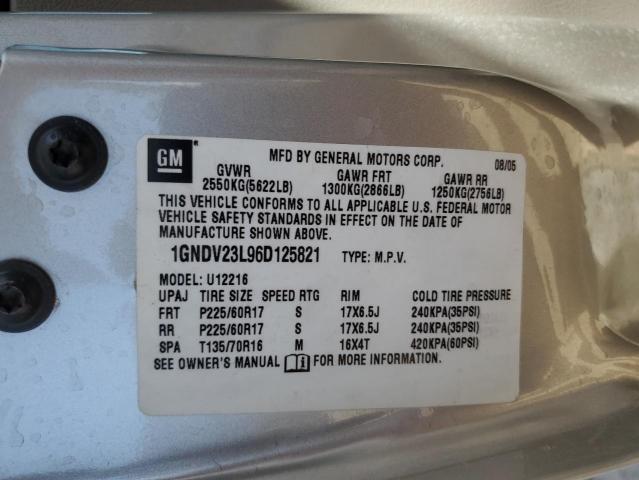 GM
MFD BY GENERAL MOTORS CORP. 08/05
GVWR GAWR FRT GAWR RR
2550KG(5622LB) 1300KG(2866LB) 1250KG(2756LB)
THIS VEHICLE CONFORMS TO ALL APPLICABLE U.S. FEDERAL MOTOR
VEHICLE SAFETY STANDARDS IN EFFECT ON THE DATE OF
MANUFACTURE SHOWN ABOVE.
1GNDV23L96D125821 TYPE: M.P.V.
MODEL: U12216
UPAJ TIRE SIZE SPEED RTG RIM COLD TIRE PRESSURE
FRT P225/60R17 S 17X6.5J 240KPA(35PSI)
RR P225/60R17 S 17X6.5J 240KPA(35PSI)
SPA T135/70R16 M 16X4T 420KPA(60PSI)
SEE OWNER'S MANUAL i FOR MORE INFORMATION.